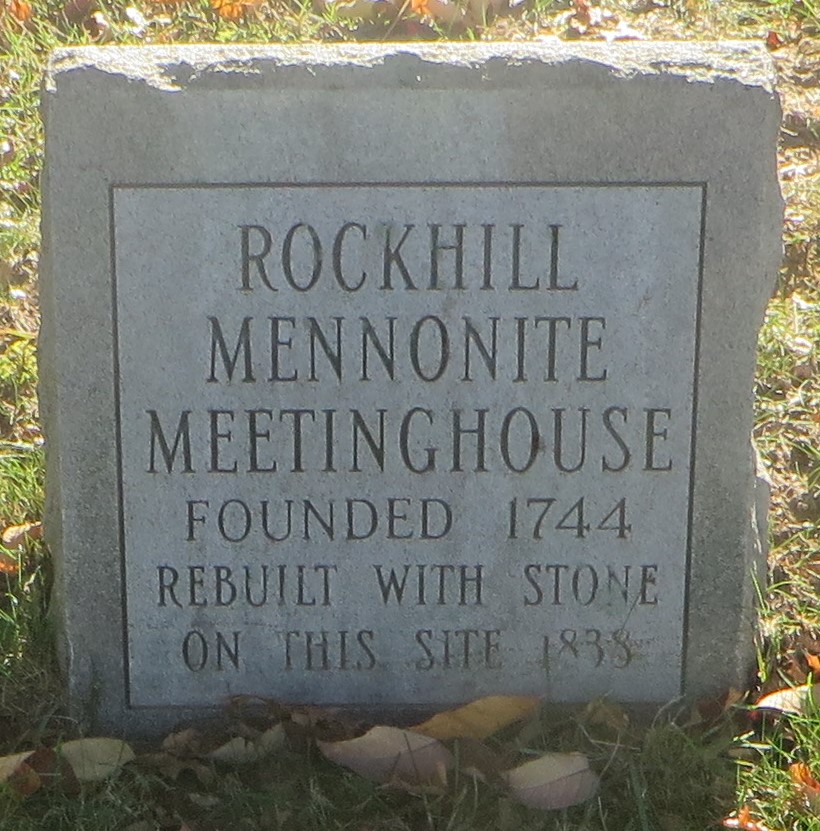 ROCKHILL
MENNONITE
MEETINGHOUSE
FOUNDED 1744
REBUILT WITH STONE
ON THIS SITE 1838